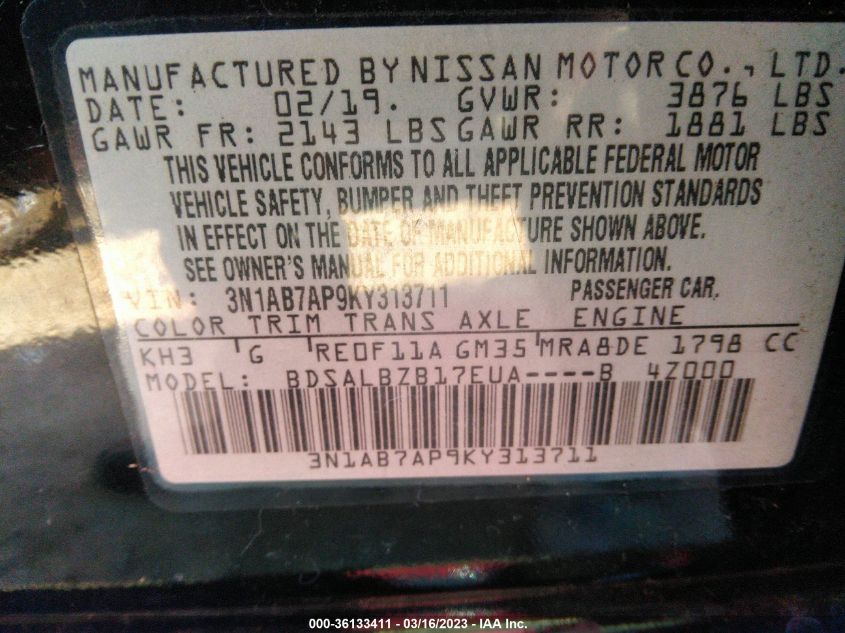 MANUFACTURED BY NISSAN MOTOR CO., LTD.
DATE: 02/19. GVWR: 3876 LBS
GAWR FR: 2143 LBS GAWR RR: 1881 LBS
THIS VEHICLE CONFORMS TO ALL APPLICABLE FEDERAL MOTOR
VEHICLE SAFETY, BUMPER AND THEFT PREVENTION STANDARDS
IN EFFECT ON THE DATE OF MANUFACTURE SHOWN ABOVE.
SEE OWNER'S MANUAL FOR ADDITIONAL INFORMATION.
VIN: 3N1AB7AP9KY313711 PASSENGER CAR.
COLOR TRIM TRANS AXLE ENGINE
KH3 G RE0F11A GM35 MRA8DE 1798 CC
MODEL: BDSALBZB17EUA----B 4Z000
3N1AB7AP9KY313711
000-36133411 - 03/16/2023 - IAA Inc.